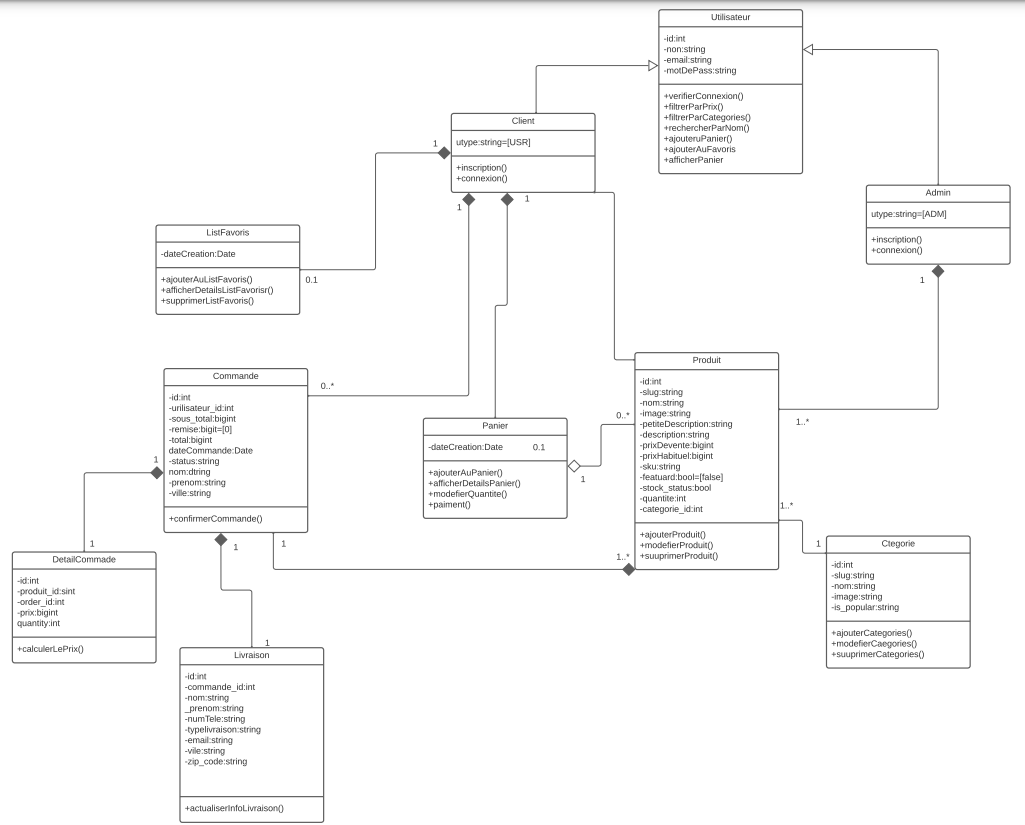 Utilisateur
-id:int
-non:string
-email:string
-motDePass:string
+verifierConnexion()
+filtrerParPrix()
+filtrerParCategories()
+rechercherParNom()
+ajouteruPanier()
+ajouterAuFavoris
+afficherPanier
Client
utype:string=[USR]
+inscription()
+connexion()
1
1
1
Admin
utype:string=[ADM]
+inscription()
+connexion()
1
ListFavoris
-dateCreation:Date
+ajouterAuListFavoris()
+afficherDetailsListFavorisr()
+supprimerListFavoris()
0.1
Commande
-id:int
-urilisateur_id:int
-sous_total:bigint
-remise:bigit=[0]
-total:bigint
dateCommande:Date
-status:string
nom:dtring
-prenom:string
-ville:string
+confirmerCommande()
0..*
1
1
1
Panier
-dateCreation:Date
0.1
+ajouterAuPanier()
+afficherDetailsPanier()
+modefierQuantite()
+paiment()
1
0..*
Produit
-id:int
-slug:string
-nom:string
-image:string
-petiteDescription:string
-description:string
-prixDevente:bigint
-prixHabituel:bigint
-sku:string
-featuard:bool=[false]
-stock_status:bool
-quantite:int
-categorie_id:int
+ajouterProduit()
+modefierProduit()
+suuprimerProduit()
1..*
1..*
1..*
DetailCommade
-id:int
-produit_id:sint
-order_id:int
-prix:bigint
quantity:int
+calculerLePrix()
1
Ctegorie
-id:int
-slug:string
-nom:string
-image:string
-is_popular:string
+ajouterCategories()
+modefierCaegories()
+suuprimerCategories()
1
Livraison
-id:int
-commande_id:int
-nom:string
_prenom:string
-numTele:string
-typelivraison:string
-email:string
-vile:string
-zip_code:string
+actualiserInfoLivraison()
1